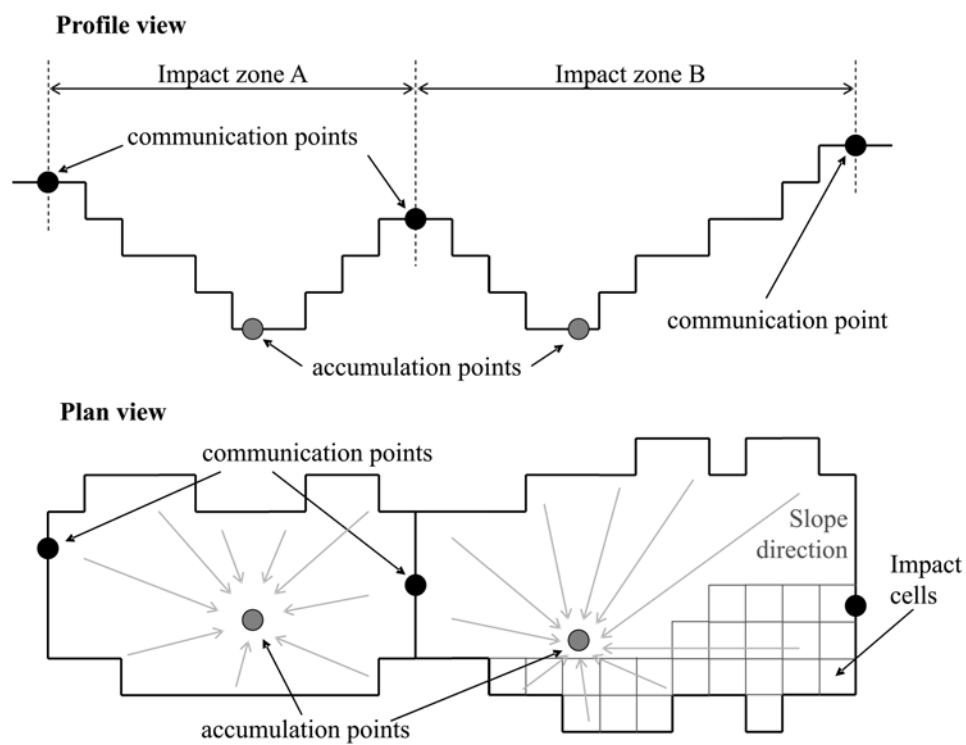 Profile view
Impact zone A
Impact zone B
communication points
communication point
accumulation points
Plan view
communication points
Slope
direction
Impact
cells
accumulation points